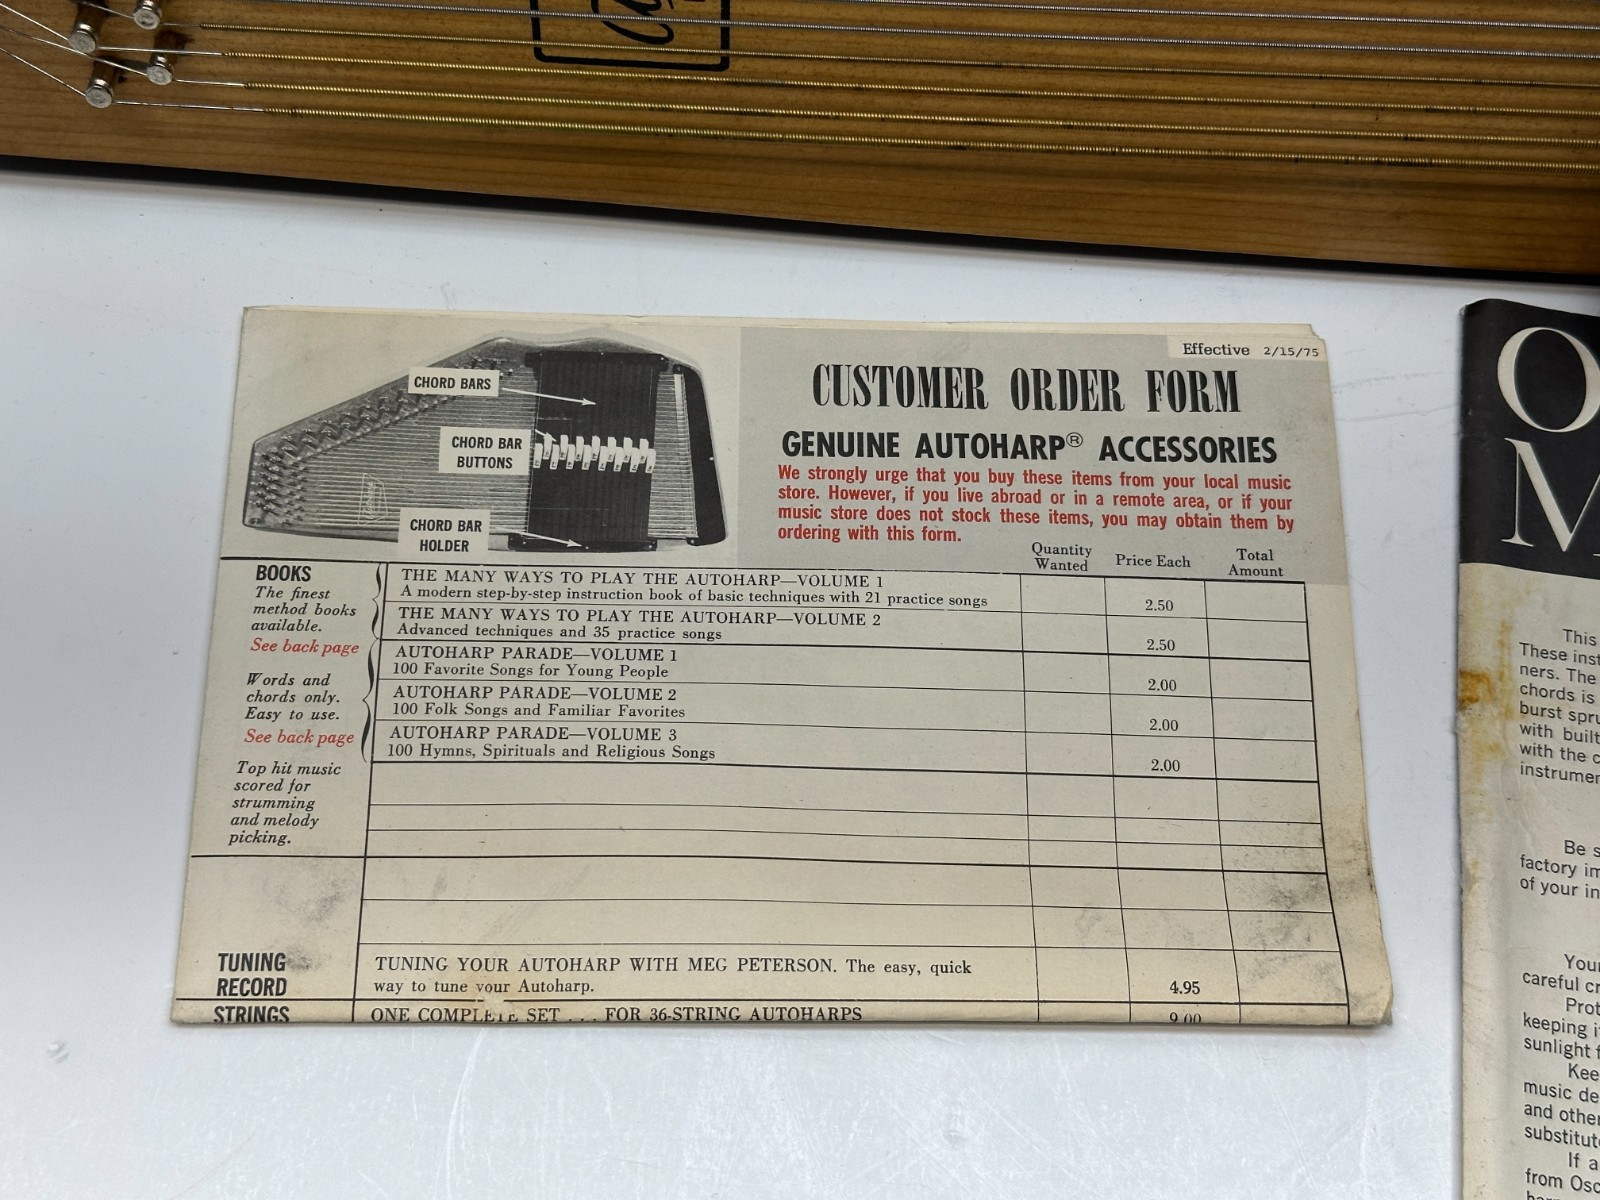 Effective 2/15/75
CUSTOMER ORDER FORM
GENUINE AUTOHARP® ACCESSORIES
We strongly urge that you buy these items from your local music
store. However, if you live abroad or in a remote area, or if your
music store does not stock these items, you may obtain them by
ordering with this form.
CHORD BARS
CHORD BAR
BUTTONS
CHORD BAR
HOLDER
Quantity
Wanted
Price Each
Total
Amount
BOOKS
The finest
method books
available.
See back page
Words and
chords only.
Easy to use.
See back page
Top hit music
scored for
strumming
and melody
picking.
THE MANY WAYS TO PLAY THE AUTOHARP—VOLUME 1
A modern step-by-step instruction book of basic techniques with 21 practice songs
2.50
THE MANY WAYS TO PLAY THE AUTOHARP—VOLUME 2
Advanced techniques and 35 practice songs
2.50
AUTOHARP PARADE—VOLUME 1
100 Favorite Songs for Young People
2.00
AUTOHARP PARADE—VOLUME 2
100 Folk Songs and Familiar Favorites
2.00
AUTOHARP PARADE—VOLUME 3
100 Hymns, Spirituals and Religious Songs
2.00
TUNING
RECORD
TUNING YOUR AUTOHARP WITH MEG PETERSON. The easy, quick
way to tune your Autoharp.
4.95
STRINGS
ONE COMPLETE SET . . . FOR 36-STRING AUTOHARPS
9.00
O
M
This
These inst
ners. The
chords is
burst spru
with built
with the c
instrumen
Be s
factory im
of your in
Your
careful cr
Prot
keeping i
sunlight f
Kee
music de
and other
substitut
If a
from Osc